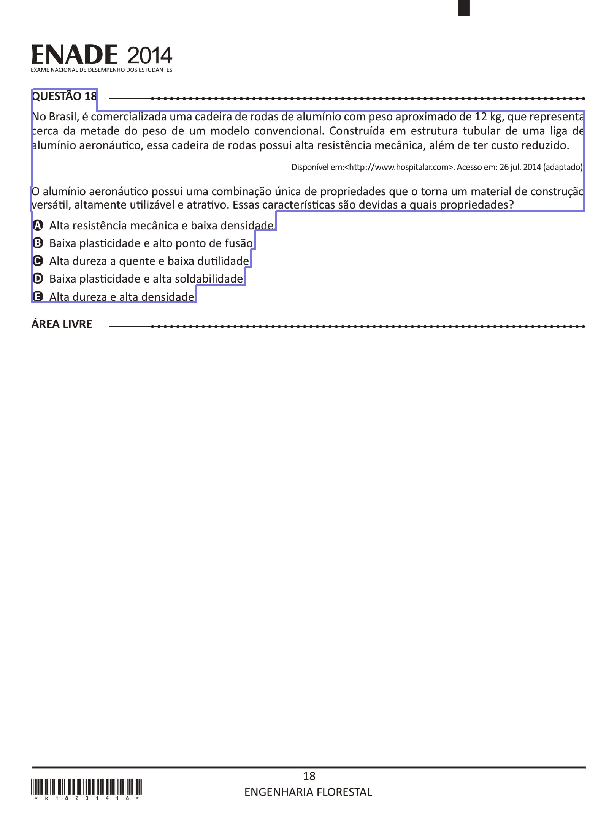 ENADE 2014
EXAME NACIONAL DE DESEMPENHO DOS ESTUDANTES
QUESTÃO 18
No Brasil, é comercializada uma cadeira de rodas de alumínio com peso aproximado de 12 kg, que representa
cerca da metade do peso de um modelo convencional. Construída em estrutura tubular de uma liga de
alumínio aeronáutico, essa cadeira de rodas possui alta resistência mecânica, além de ter custo reduzido.
Disponível em:<http://www.hospitalar.com>. Acesso em: 26 jul. 2014 (adaptado)
O alumínio aeronáutico possui uma combinação única de propriedades que o torna um material de construção
versátil, altamente utilizável e atrativo. Essas características são devidas a quais propriedades?
A Alta resistência mecânica e baixa densidade
B Baixa plasticidade e alto ponto de fusão
C Alta dureza a quente e baixa dutilidade
D Baixa plasticidade e alta soldabilidade
E Alta dureza e alta densidade
ÁREA LIVRE
18
ENGENHARIA FLORESTAL